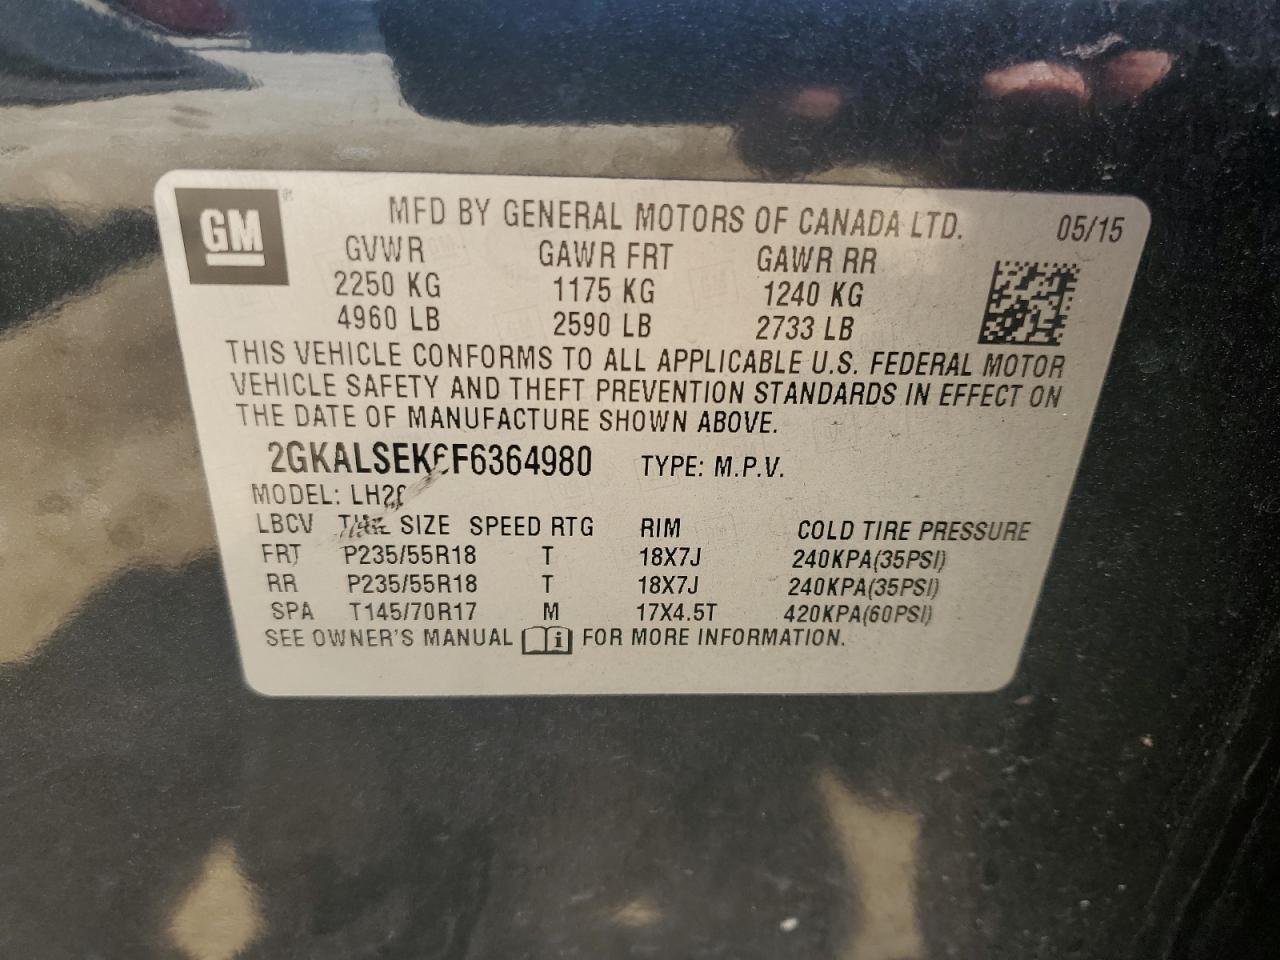 GM
MFD BY GENERAL MOTORS OF CANADA LTD. 05/15
GVWR GAWR FRT GAWR RR
2250 KG 1175 KG 1240 KG
4960 LB 2590 LB 2733 LB
THIS VEHICLE CONFORMS TO ALL APPLICABLE U.S. FEDERAL MOTOR
VEHICLE SAFETY AND THEFT PREVENTION STANDARDS IN EFFECT ON
THE DATE OF MANUFACTURE SHOWN ABOVE.
2GKALSEK6F6364980 TYPE: M.P.V.
MODEL:
LBCV TIRE SIZE SPEED RTG RIM COLD TIRE PRESSURE
FRT P235/55R18 T 18X7J 240KPA(35PSI)
RR P235/55R18 T 18X7J 240KPA(35PSI)
SPA T145/70R17 M 17X4.5T 420KPA(60PSI)
SEE OWNER'S MANUAL i FOR MORE INFORMATION.